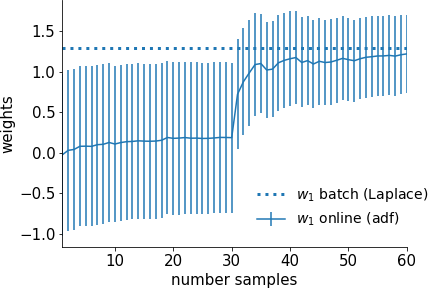 1.5
1.0
0.5
0.0
−0.5
−1.0
weights
w₁ batch (Laplace)
w₁ online (adf)
10 20 30 40 50 60
number samples